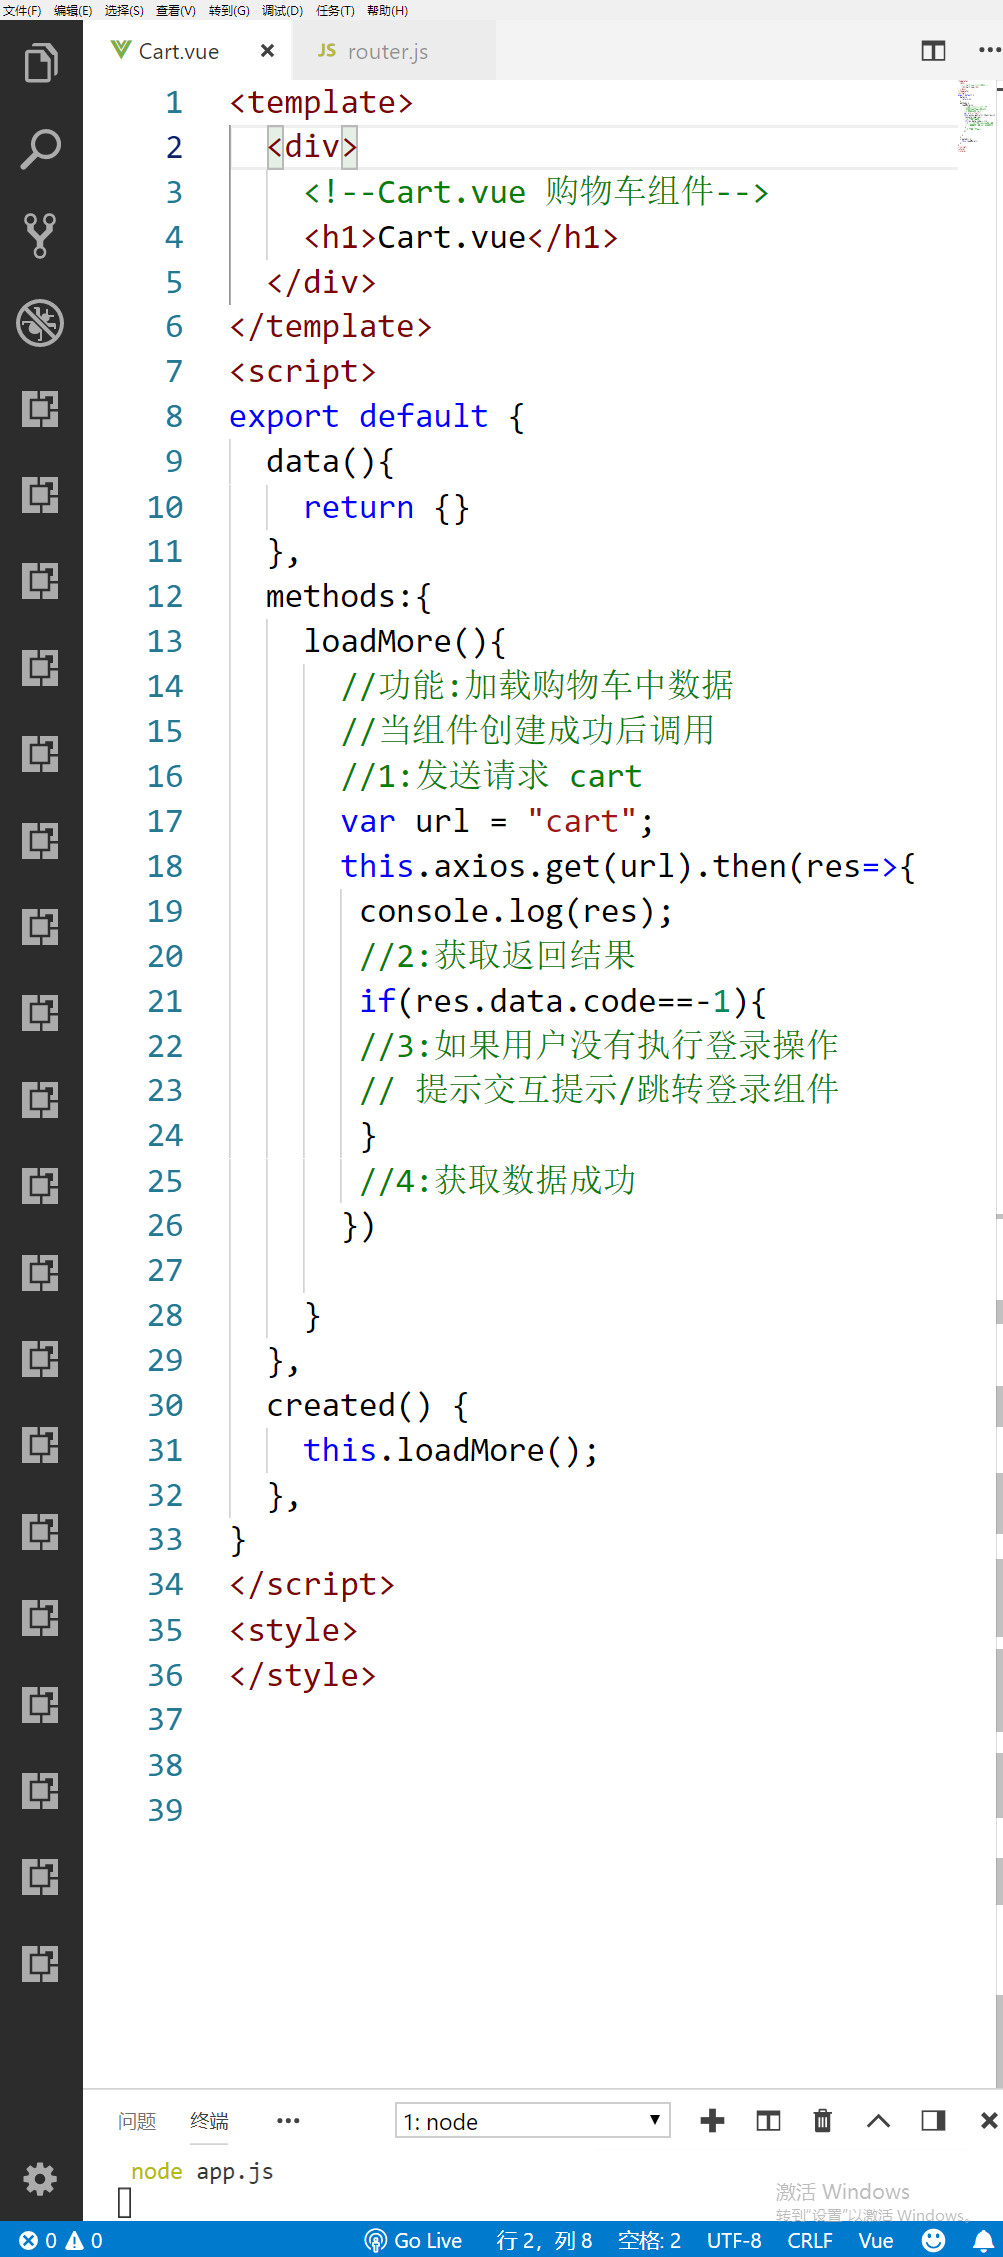 文件(F) 编辑(E) 选择(S) 查看(V) 转到(G) 调试(D) 任务(T) 帮助(H)
Cart.vue × JS router.js
1 <template>
2 <div>
3 <!--Cart.vue 购物车组件-->
4 <h1>Cart.vue</h1>
5 </div>
6 </template>
7 <script>
8 export default {
9 data(){
10 return {}
11 },
12 methods:{
13 loadMore(){
14 //功能:加载购物车中数据
15 //当组件创建成功后调用
16 //1:发送请求 cart
17 var url = "cart";
18 this.axios.get(url).then(res=>{
19 console.log(res);
20 //2:获取返回结果
21 if(res.data.code==-1){
22 //3:如果用户没有执行登录操作
23 // 提示交互提示/跳转登录组件
24 }
25 //4:获取数据成功
26 })
27
28 }
29 },
30 created() {
31 this.loadMore();
32 },
33 }
34 </script>
35 <style>
36 </style>
37
38
39
问题 终端 ··· 1: node
node app.js
激活 Windows
转到"设置"以激活 Windows。
0 0 Go Live 行 2，列 8 空格: 2 UTF-8 CRLF Vue